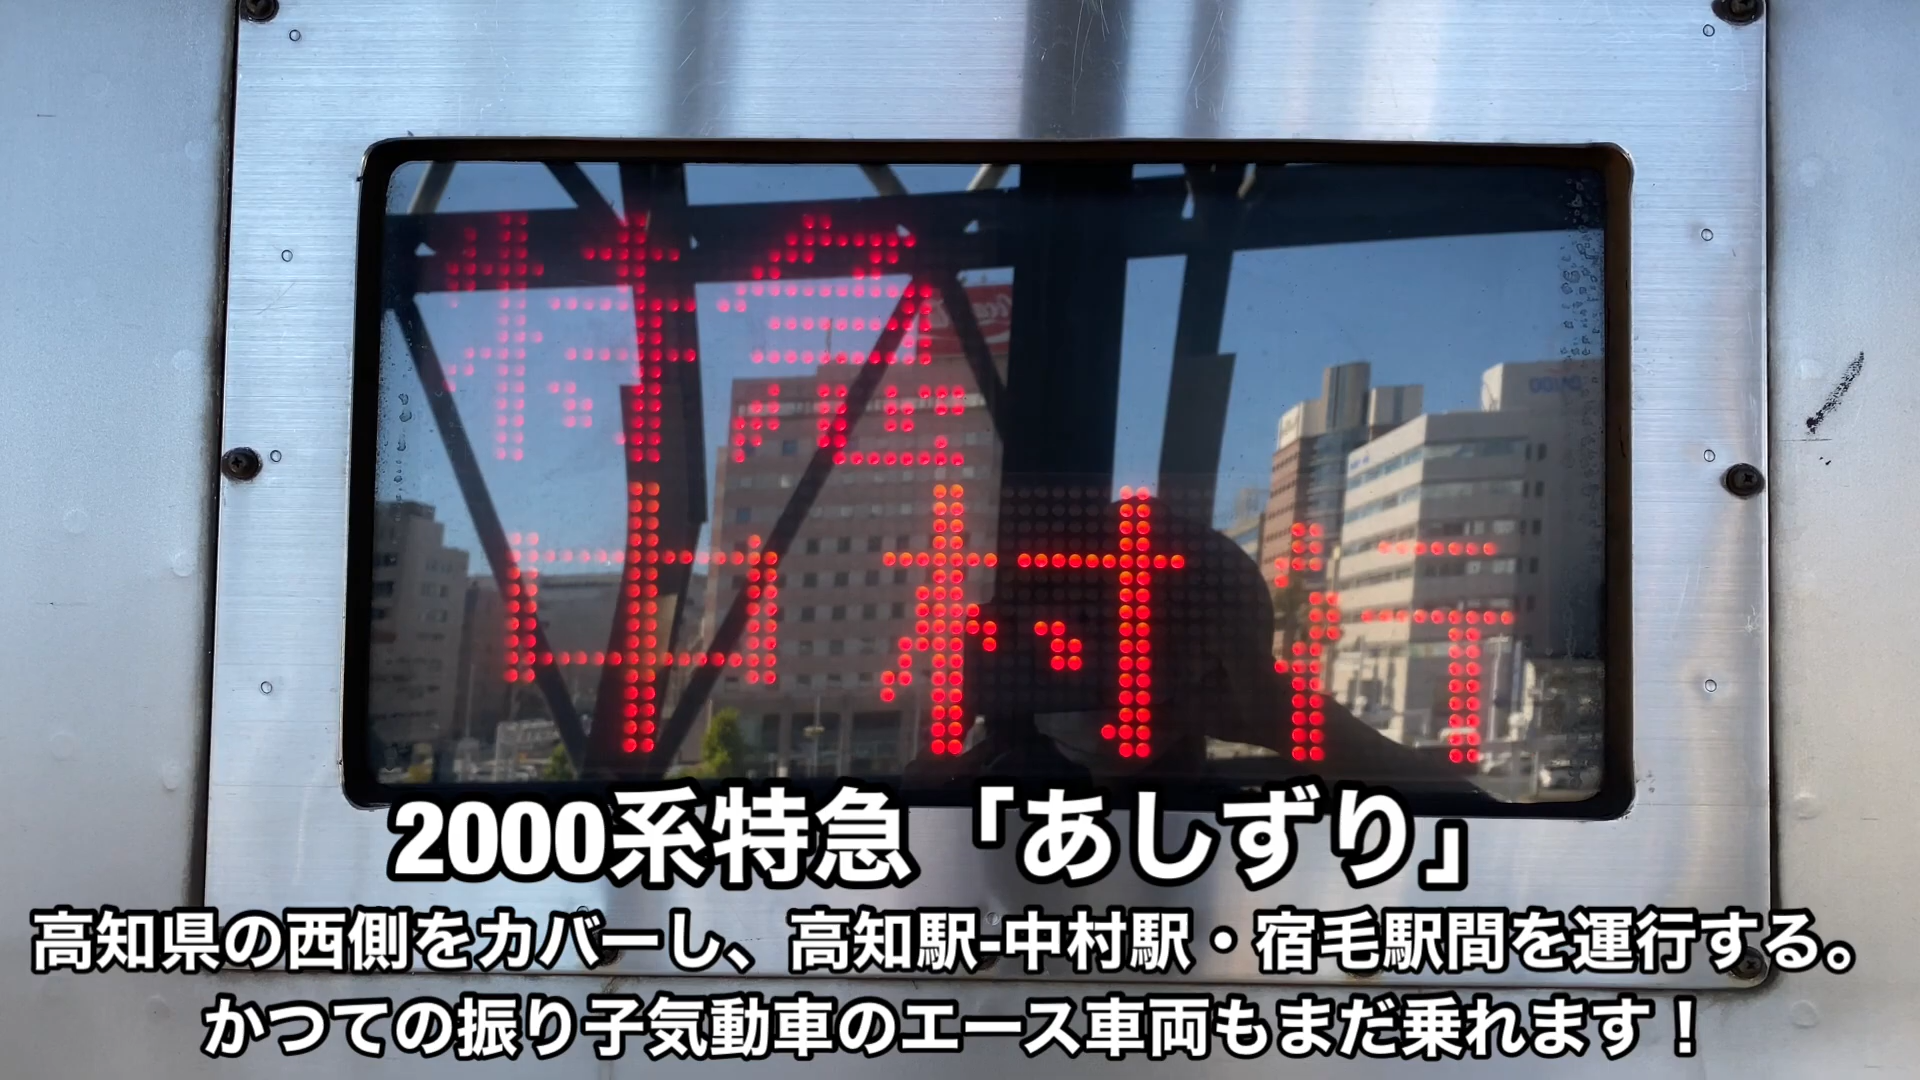 特急
中村行
2000系特急「あしずり」
高知県の西側をカバーし、高知駅-中村駅・宿毛駅間を運行する。
かつての振り子気動車のエース車両もまだ乗れます！